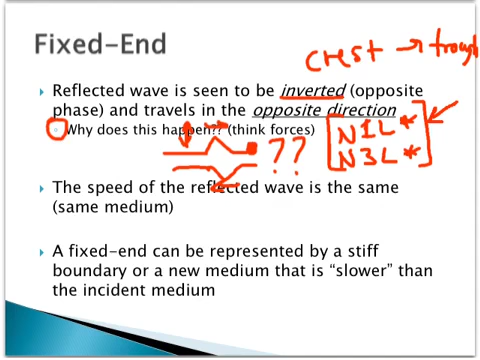 Fixed-End
crest → trough
Reflected wave is seen to be inverted (opposite
phase) and travels in the opposite direction
Why does this happen?? (think forces)
N1L*
N3L*
??
The speed of the reflected wave is the same
(same medium)
A fixed-end can be represented by a stiff
boundary or a new medium that is "slower" than
the incident medium